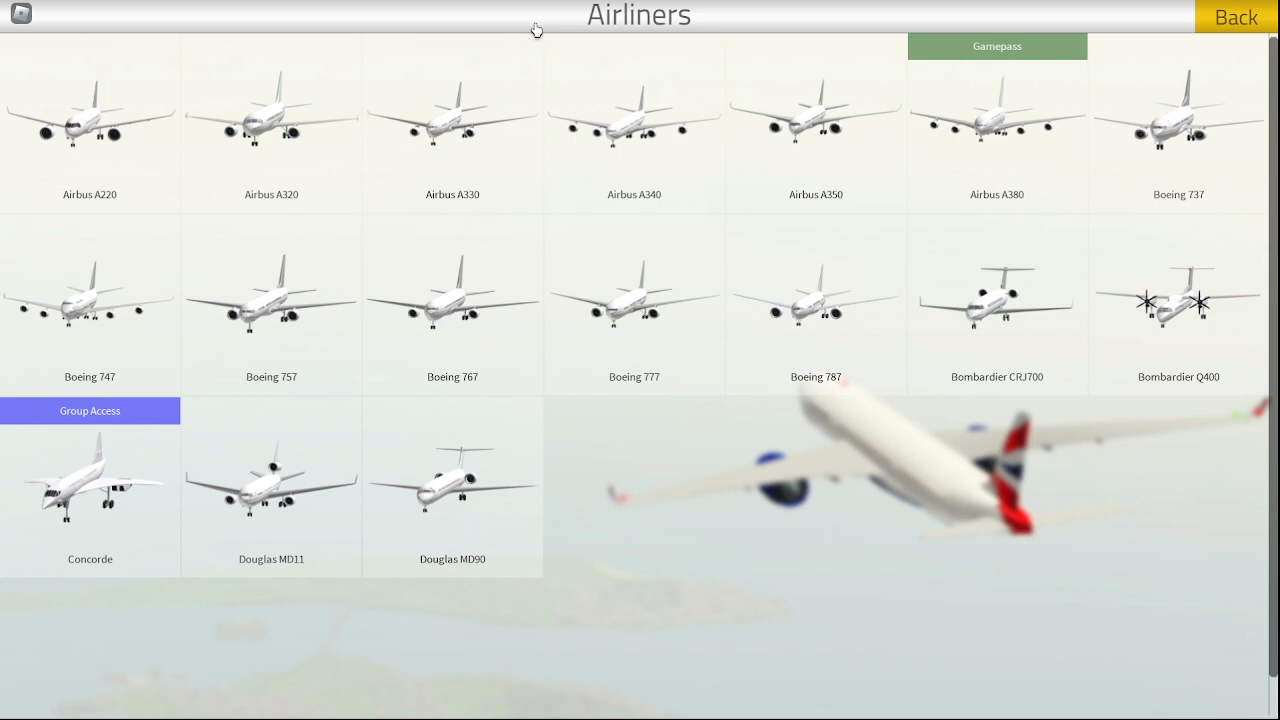 Airliners
Back
Gamepass
Airbus A220
Airbus A320
Airbus A330
Airbus A340
Airbus A350
Airbus A380
Boeing 737
Boeing 747
Boeing 757
Boeing 767
Boeing 777
Boeing 787
Bombardier CRJ700
Bombardier Q400
Group Access
Concorde
Douglas MD11
Douglas MD90